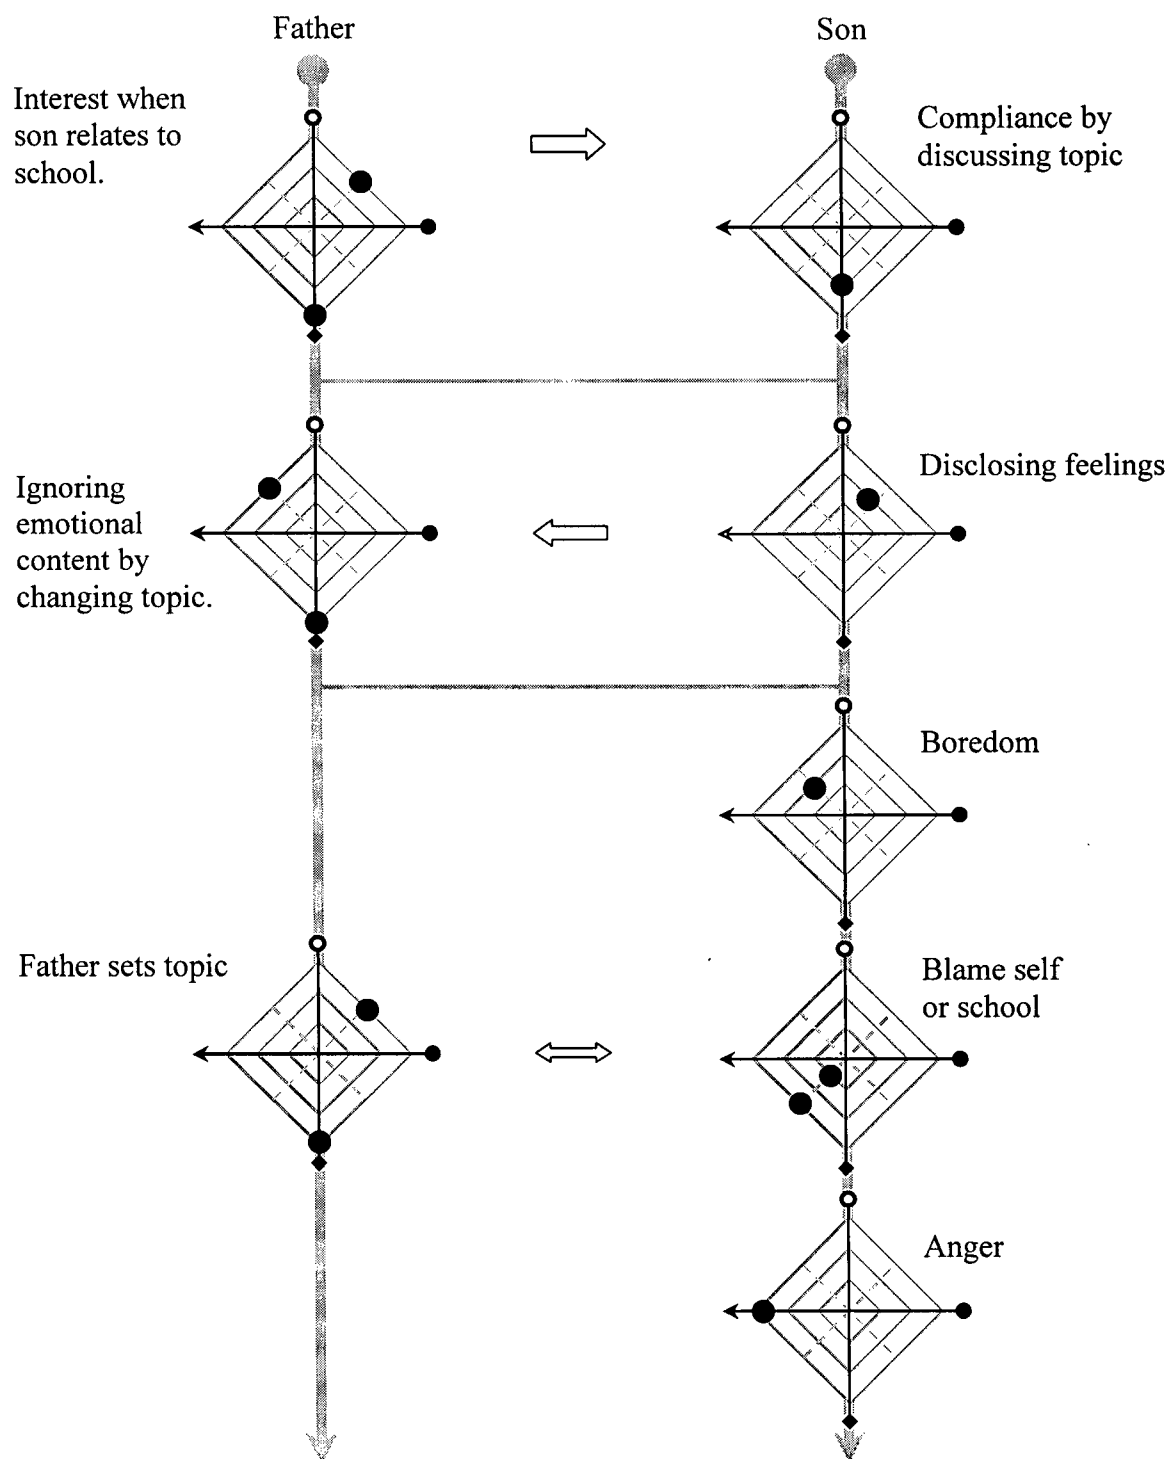 Father
Son
Interest when
son relates to
school.
Compliance by
discussing topic
Ignoring
emotional
content by
changing topic.
Disclosing feelings
Boredom
Father sets topic
Blame self
or school
Anger